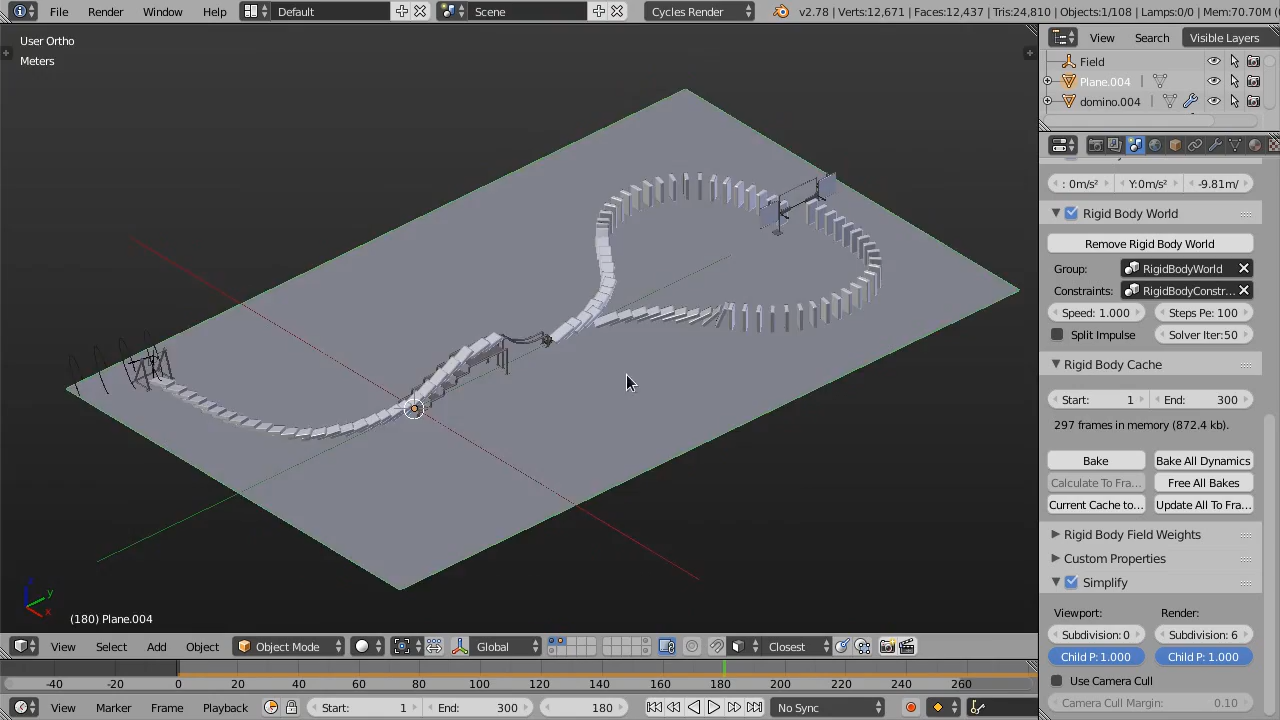 File Render Window Help Default Scene Cycles Render v2.78 | Verts:12,671 | Faces:12,437 | Tris:24,810 | Objects:1/108 | Lamps:0/0 | Mem:70.70M
User Ortho
Meters
View Search Visible Layers
Field
Plane.004
domino.004
: 0m/s² Y:0m/s² -9.81m/
Rigid Body World
Remove Rigid Body World
Group: RigidBodyWorld
Constraints: RigidBodyConstr...
Speed: 1.000 Steps Pe: 100
Split Impulse Solver Iter:50
Rigid Body Cache
Start: 1 End: 300
297 frames in memory (872.4 kb).
Bake Bake All Dynamics
Calculate To Fra... Free All Bakes
Current Cache to... Update All To Fra...
Rigid Body Field Weights
Custom Properties
Simplify
Viewport: Render:
Subdivision: 0 Subdivision: 6
Child P: 1.000 Child P: 1.000
Use Camera Cull
Camera Cull Margin: 0.10
z
y
x
(180) Plane.004
View Select Add Object Object Mode Global Closest
-40 -20 0 20 40 60 80 100 120 140 160 180 200 220 240 260
View Marker Frame Playback Start: 1 End: 300 180 No Sync